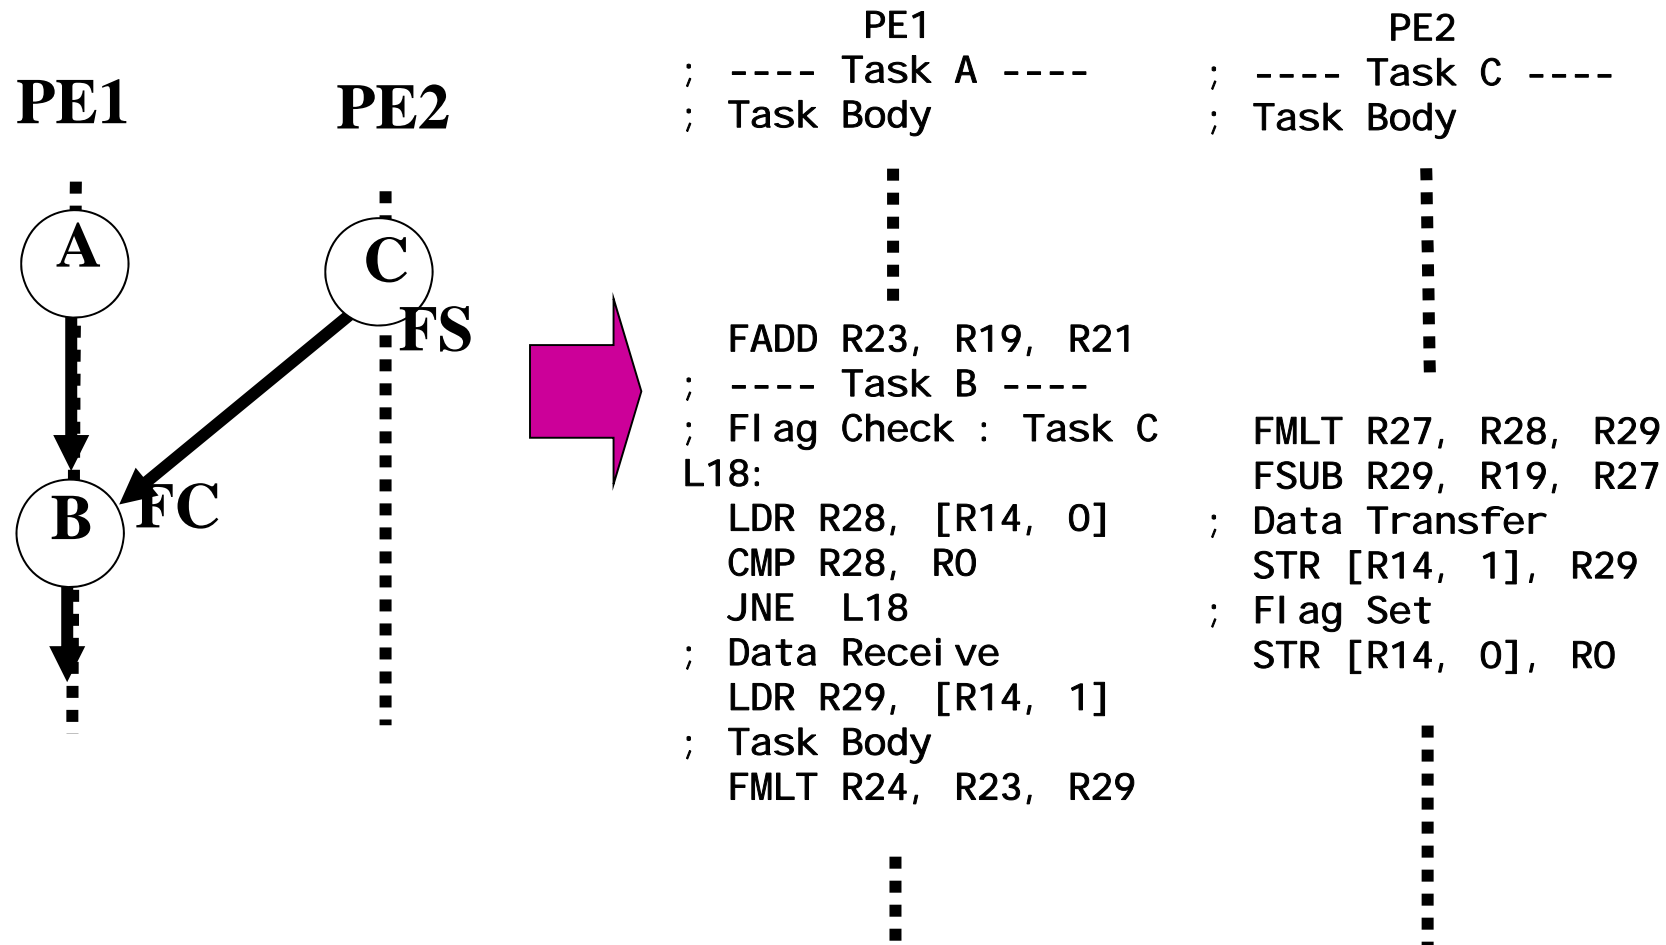 PE1
PE2
A
C
FS
B
FC
PE1
; ---- Task A ----
; Task Body
FADD R23, R19, R21
; ---- Task B ----
; Flag Check : Task C
L18:
LDR R28, [R14, 0]
CMP R28, R0
JNE L18
; Data Receive
LDR R29, [R14, 1]
; Task Body
FMLT R24, R23, R29
PE2
; ---- Task C ----
; Task Body
FMLT R27, R28, R29
FSUB R29, R19, R27
; Data Transfer
STR [R14, 1], R29
; Flag Set
STR [R14, 0], R0